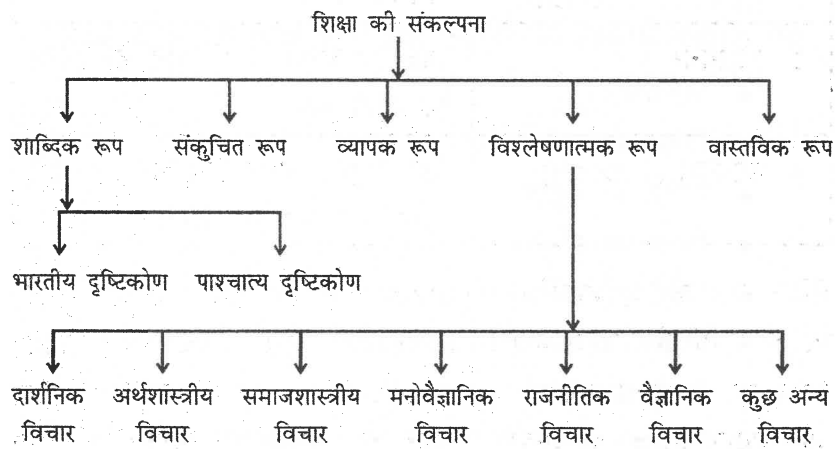 शिक्षा की संकल्पना
शाब्दिक रूप संकुचित रूप व्यापक रूप विश्लेषणात्मक रूप वास्तविक रूप
भारतीय दृष्टिकोण पाश्चात्य दृष्टिकोण
दार्शनिक अर्थशास्त्रीय समाजशास्त्रीय मनोवैज्ञानिक राजनीतिक वैज्ञानिक कुछ अन्य
विचार विचार विचार विचार विचार विचार विचार